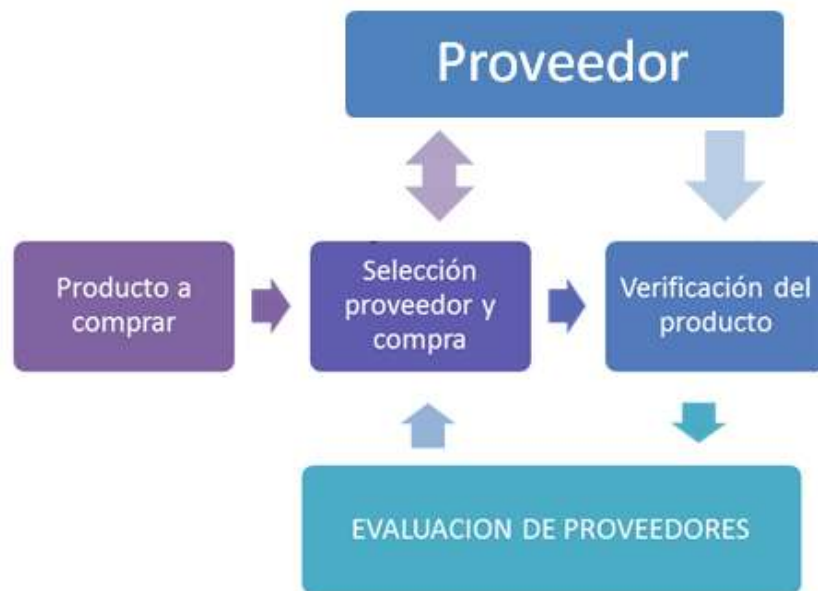 Proveedor
Producto a
comprar
Selección
proveedor y
compra
Verificación del
producto
EVALUACION DE PROVEEDORES